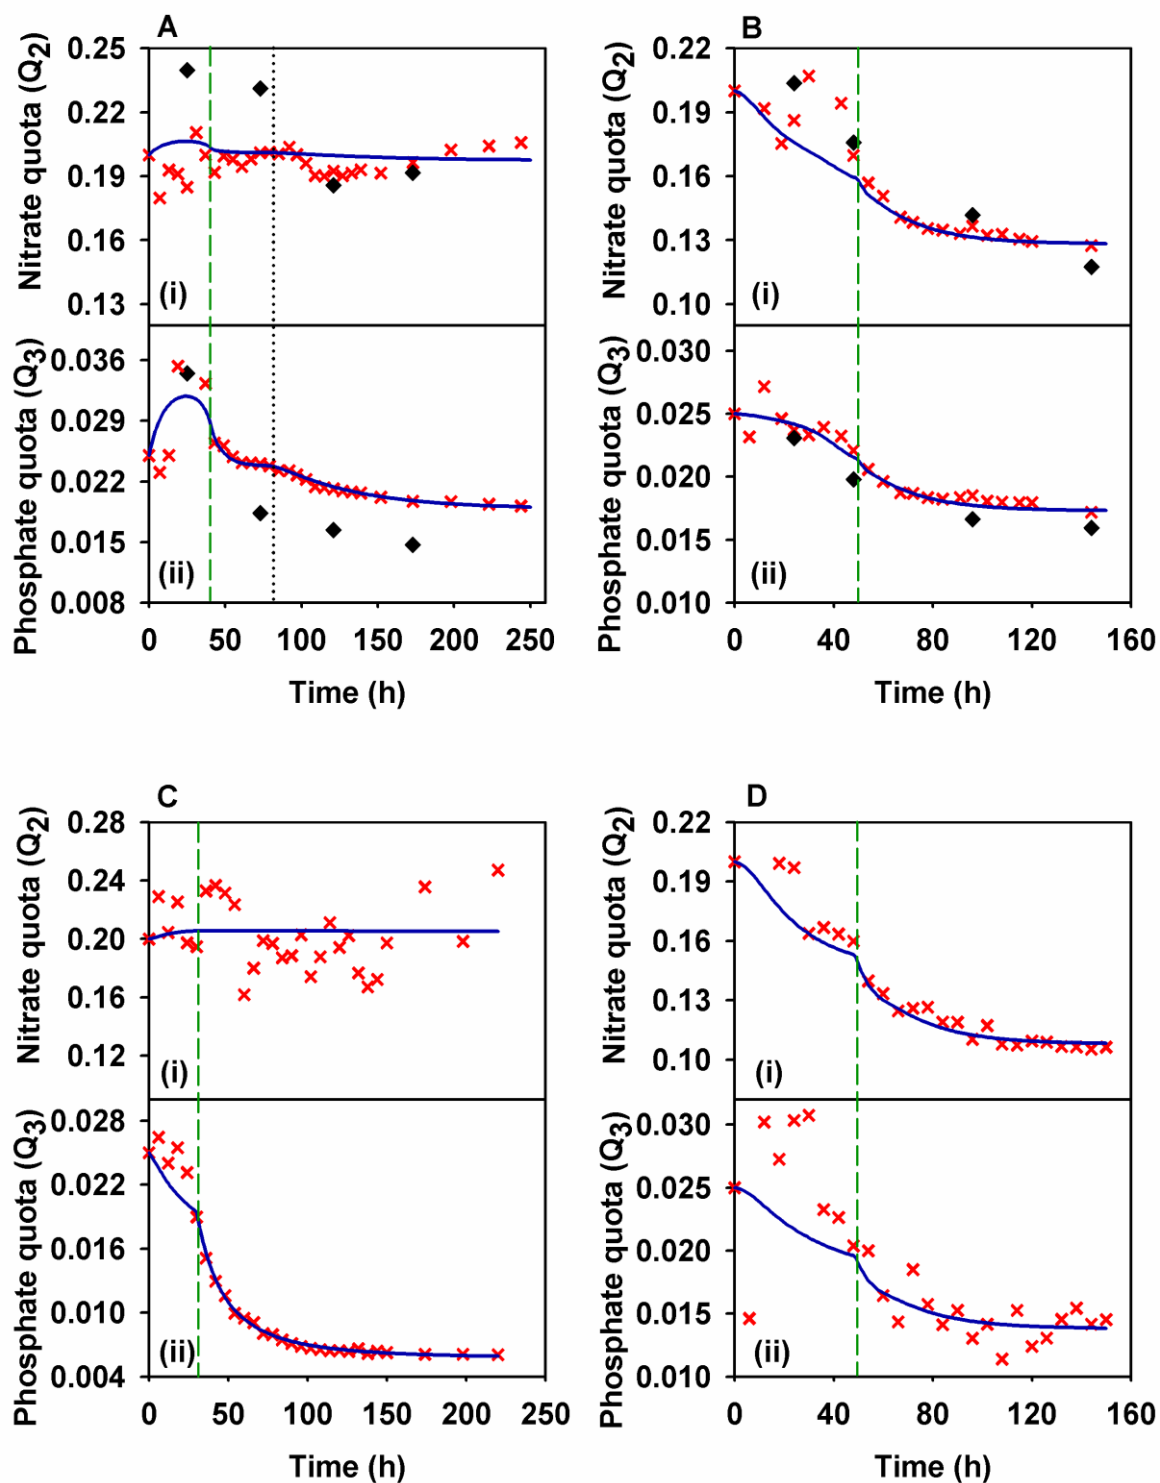 A
Nitrate quota (Q2)
0.25
0.22
0.19
0.16
0.13
(i)
Phosphate quota (Q3)
0.036
0.029
0.022
0.015
0.008
(ii)
0 50 100 150 200 250
Time (h)
B
Nitrate quota (Q2)
0.22
0.19
0.16
0.13
0.10
(i)
Phosphate quota (Q3)
0.030
0.025
0.020
0.015
0.010
(ii)
0 40 80 120 160
Time (h)
C
Nitrate quota (Q2)
0.28
0.24
0.20
0.16
0.12
(i)
Phosphate quota (Q3)
0.028
0.022
0.016
0.010
0.004
(ii)
0 50 100 150 200 250
Time (h)
D
Nitrate quota (Q2)
0.22
0.19
0.16
0.13
0.10
(i)
Phosphate quota (Q3)
0.030
0.025
0.020
0.015
0.010
(ii)
0 40 80 120 160
Time (h)